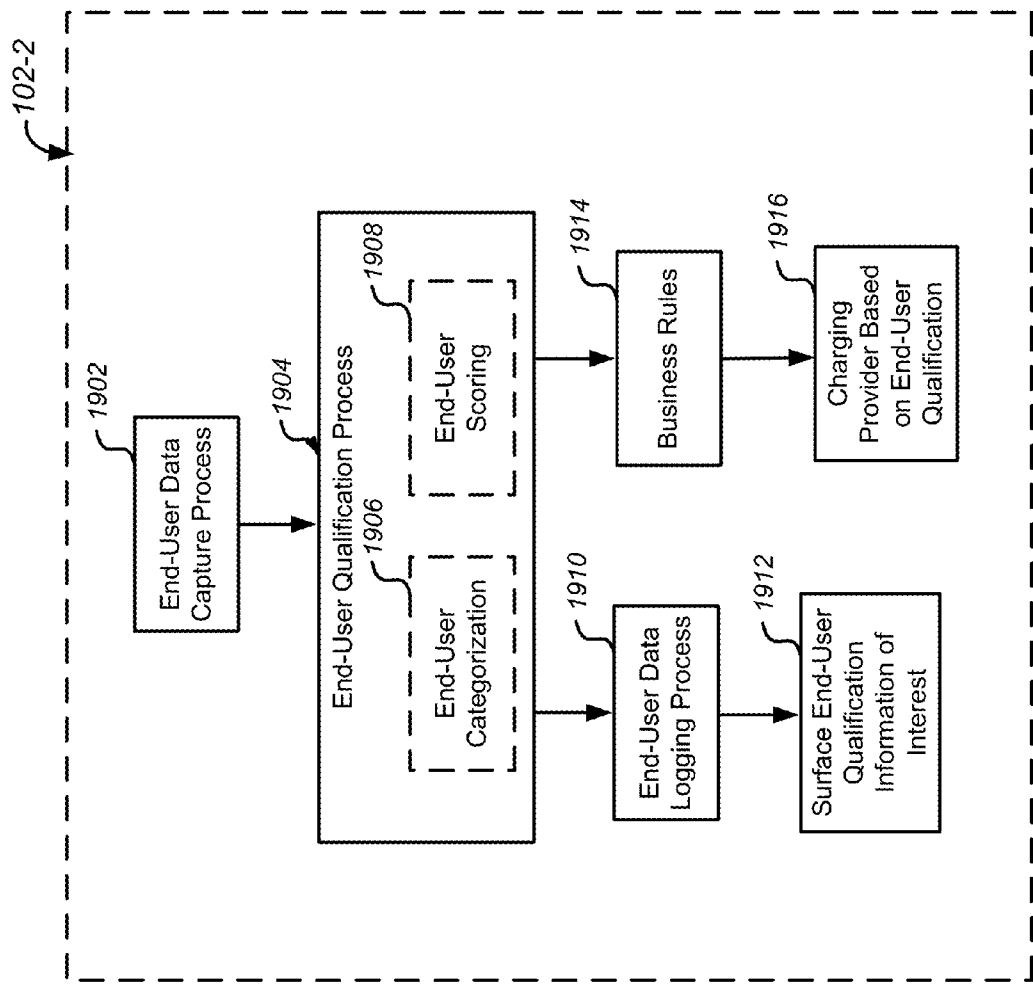 102-2
1902
End-User Data
Capture Process
1904
End-User Qualification Process
1906
End-User
Categorization
1908
End-User
Scoring
1910
End-User Data
Logging Process
1914
Business Rules
1912
Surface End-User
Qualification
Information of
Interest
1916
Charging
Provider Based
on End-User
Qualification